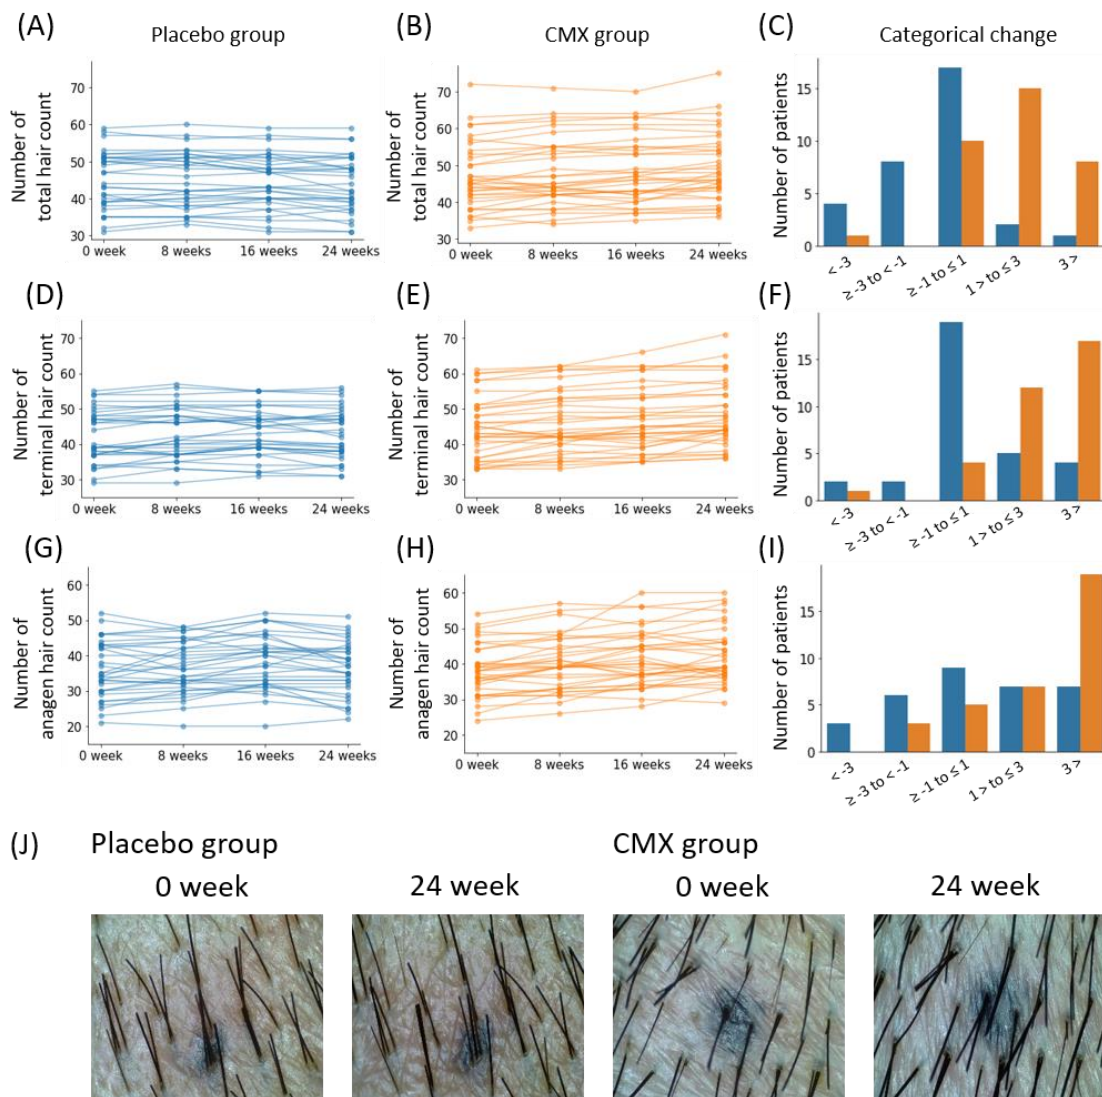 (A)
Placebo group
(B)
CMX group
(C)
Categorical change
Number of
total hair count
70
60
50
40
30
0 week 8 weeks 16 weeks 24 weeks
Number of
total hair count
70
60
50
40
30
0 week 8 weeks 16 weeks 24 weeks
Number of patients
15
10
5
0
< -3
≥ -3 to < -1
≥ -1 to ≤ 1
1 > to ≤ 3
3 >
(D)
(E)
(F)
Number of
terminal hair count
70
60
50
40
30
0 week 8 weeks 16 weeks 24 weeks
Number of
terminal hair count
70
60
50
40
30
0 week 8 weeks 16 weeks 24 weeks
Number of patients
15
10
5
0
< -3
≥ -3 to < -1
≥ -1 to ≤ 1
1 > to ≤ 3
3 >
(G)
(H)
(I)
Number of
anagen hair count
60
50
40
30
20
0 week 8 weeks 16 weeks 24 weeks
Number of
anagen hair count
60
50
40
30
20
0 week 8 weeks 16 weeks 24 weeks
Number of patients
15
10
5
0
< -3
≥ -3 to < -1
≥ -1 to ≤ 1
1 > to ≤ 3
3 >
(J)
Placebo group
CMX group
0 week
24 week
0 week
24 week